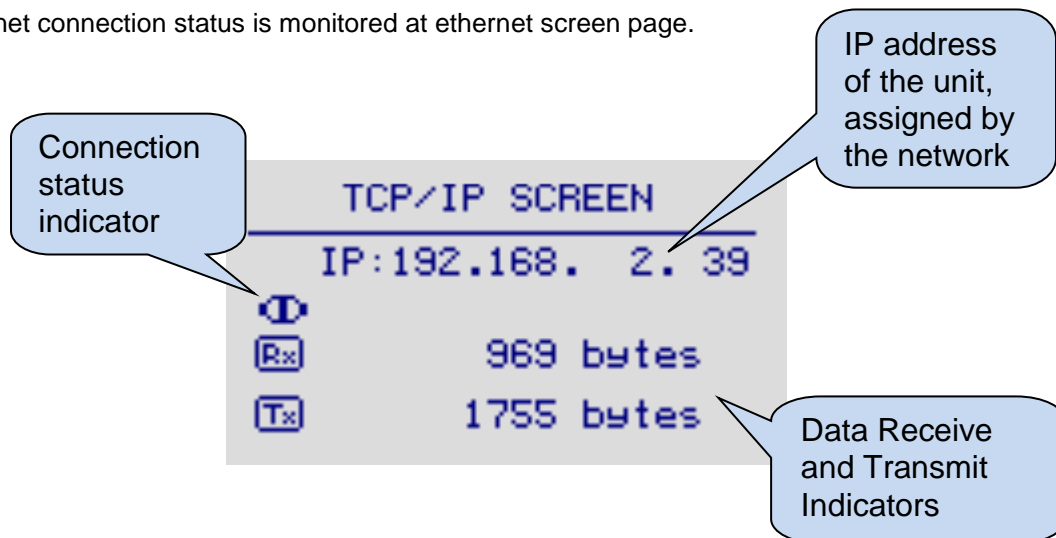 net connection status is monitored at ethernet screen page.
IP address
of the unit,
assigned by
the network
Connection
status
indicator
TCP/IP SCREEN
IP:192.168. 2. 39
Rx 969 bytes
Tx 1755 bytes
Data Receive
and Transmit
Indicators